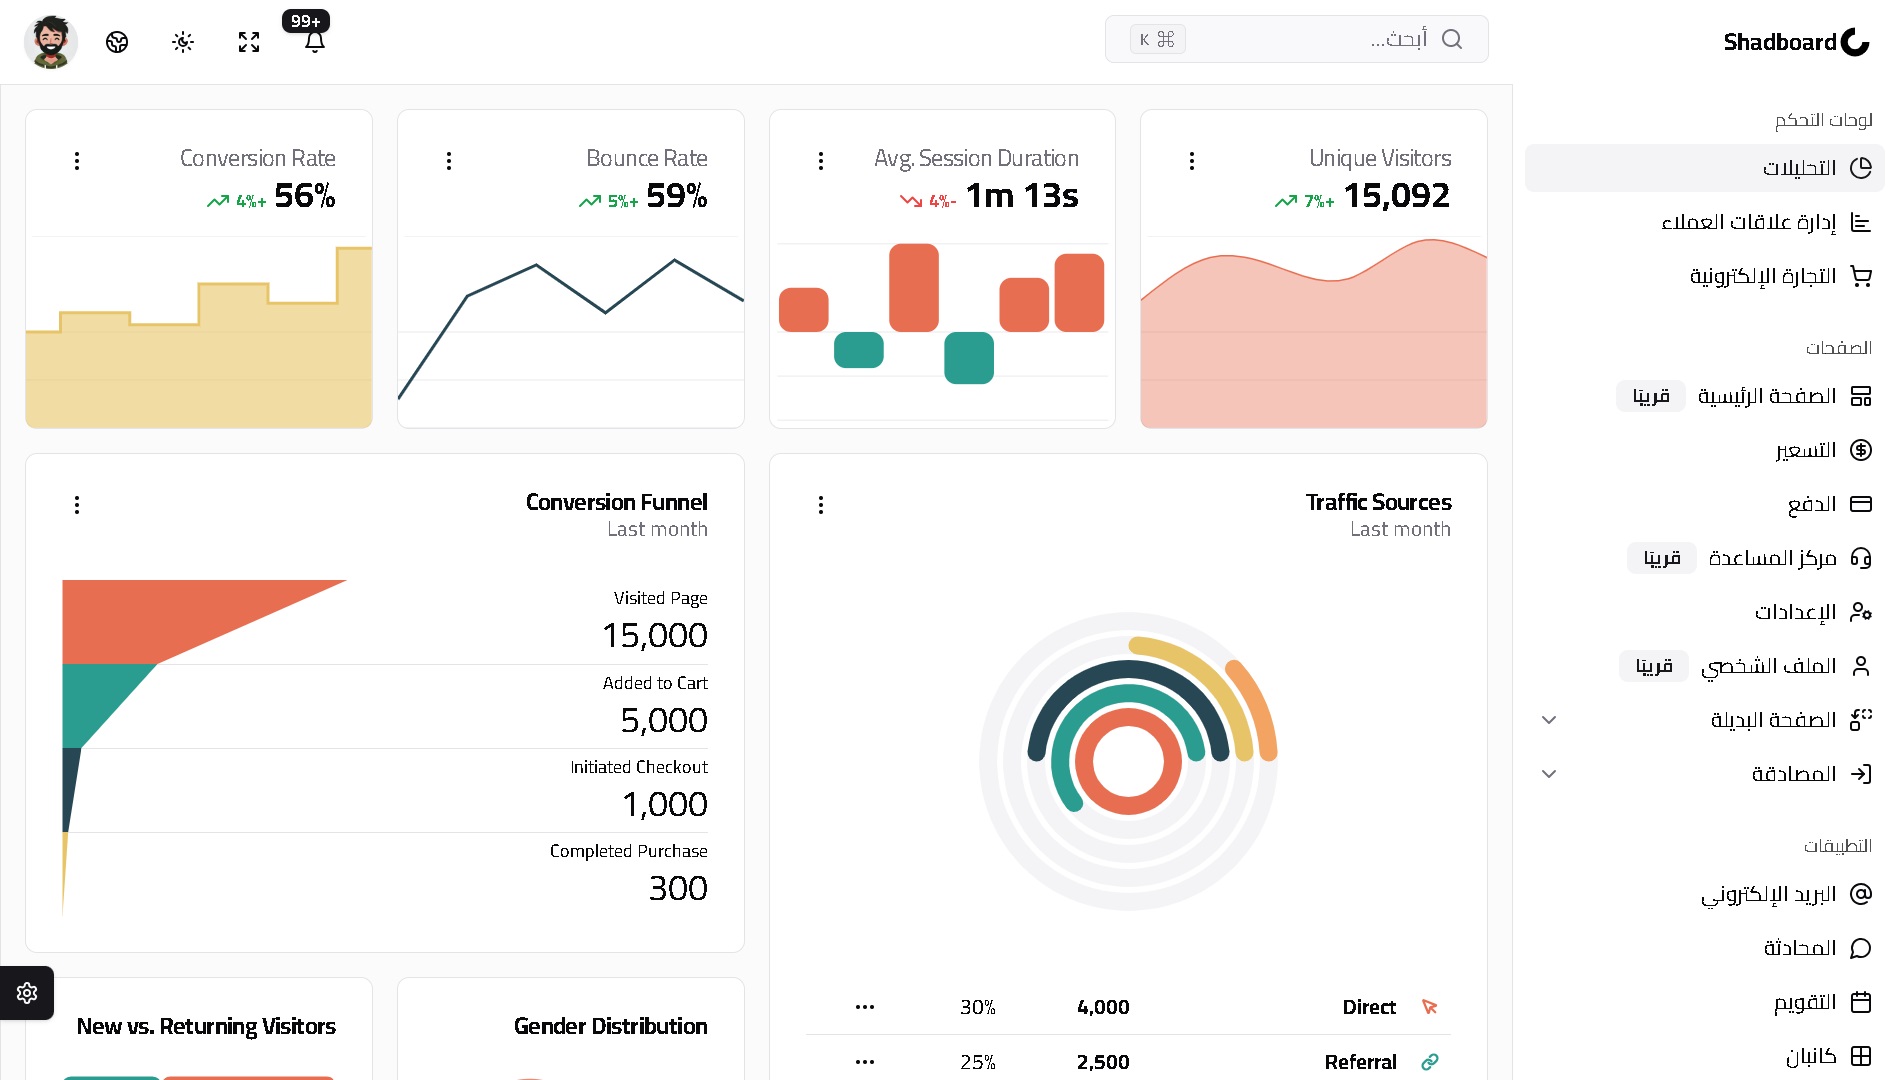 Shadboard
أبحث...
⌘ K
99+
لوحات التحكم
التحليلات
إدارة علاقات العملاء
التجارة الإلكترونية
الصفحات
الصفحة الرئيسية قريبًا
التسعير
الدفع
مركز المساعدة قريبًا
الإعدادات
الملف الشخصي قريبًا
الصفحة البديلة
المصادقة
التطبيقات
البريد الإلكتروني
المحادثة
التقويم
كانبان
Unique Visitors
15,092 7%+
Avg. Session Duration
1m 13s 4%-
Bounce Rate
59% 5%+
Conversion Rate
56% 4%+
Traffic Sources
Last month
Direct 4,000 30%
Referral 2,500 25%
Conversion Funnel
Last month
Visited Page
15,000
Added to Cart
5,000
Initiated Checkout
1,000
Completed Purchase
300
Gender Distribution
New vs. Returning Visitors